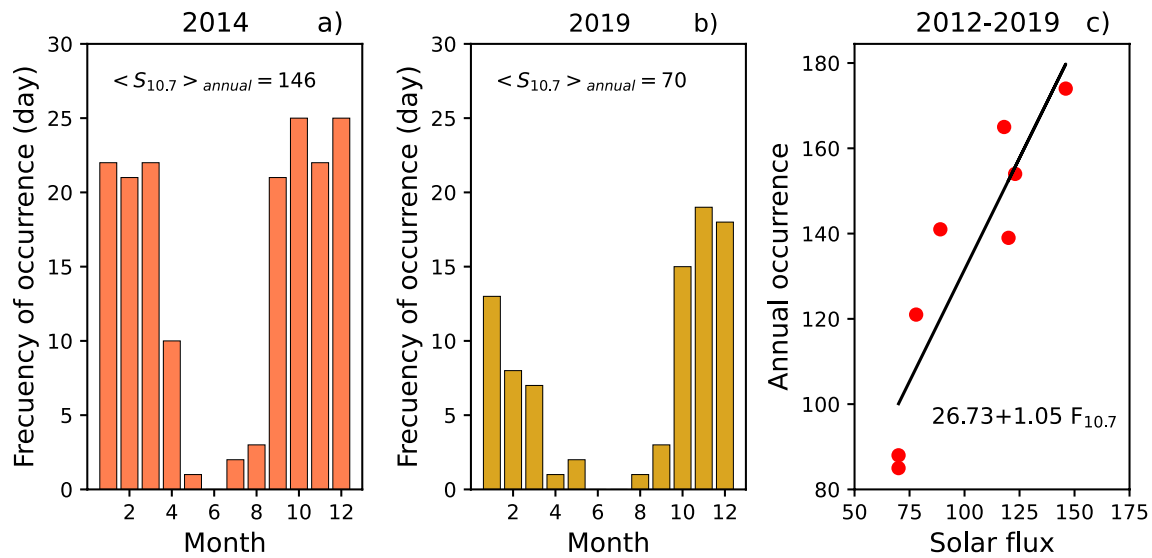 2014 a)
< S10.7 > annual = 146
Frecuency of occurrence (day)
30
25
20
15
10
5
0
2 4 6 8 10 12
Month
2019 b)
< S10.7 > annual = 70
Frecuency of occurrence (day)
30
25
20
15
10
5
0
2 4 6 8 10 12
Month
2012-2019 c)
Annual occurrence
180
160
140
120
100
80
26.73+1.05 F10.7
50 75 100 125 150 175
Solar flux